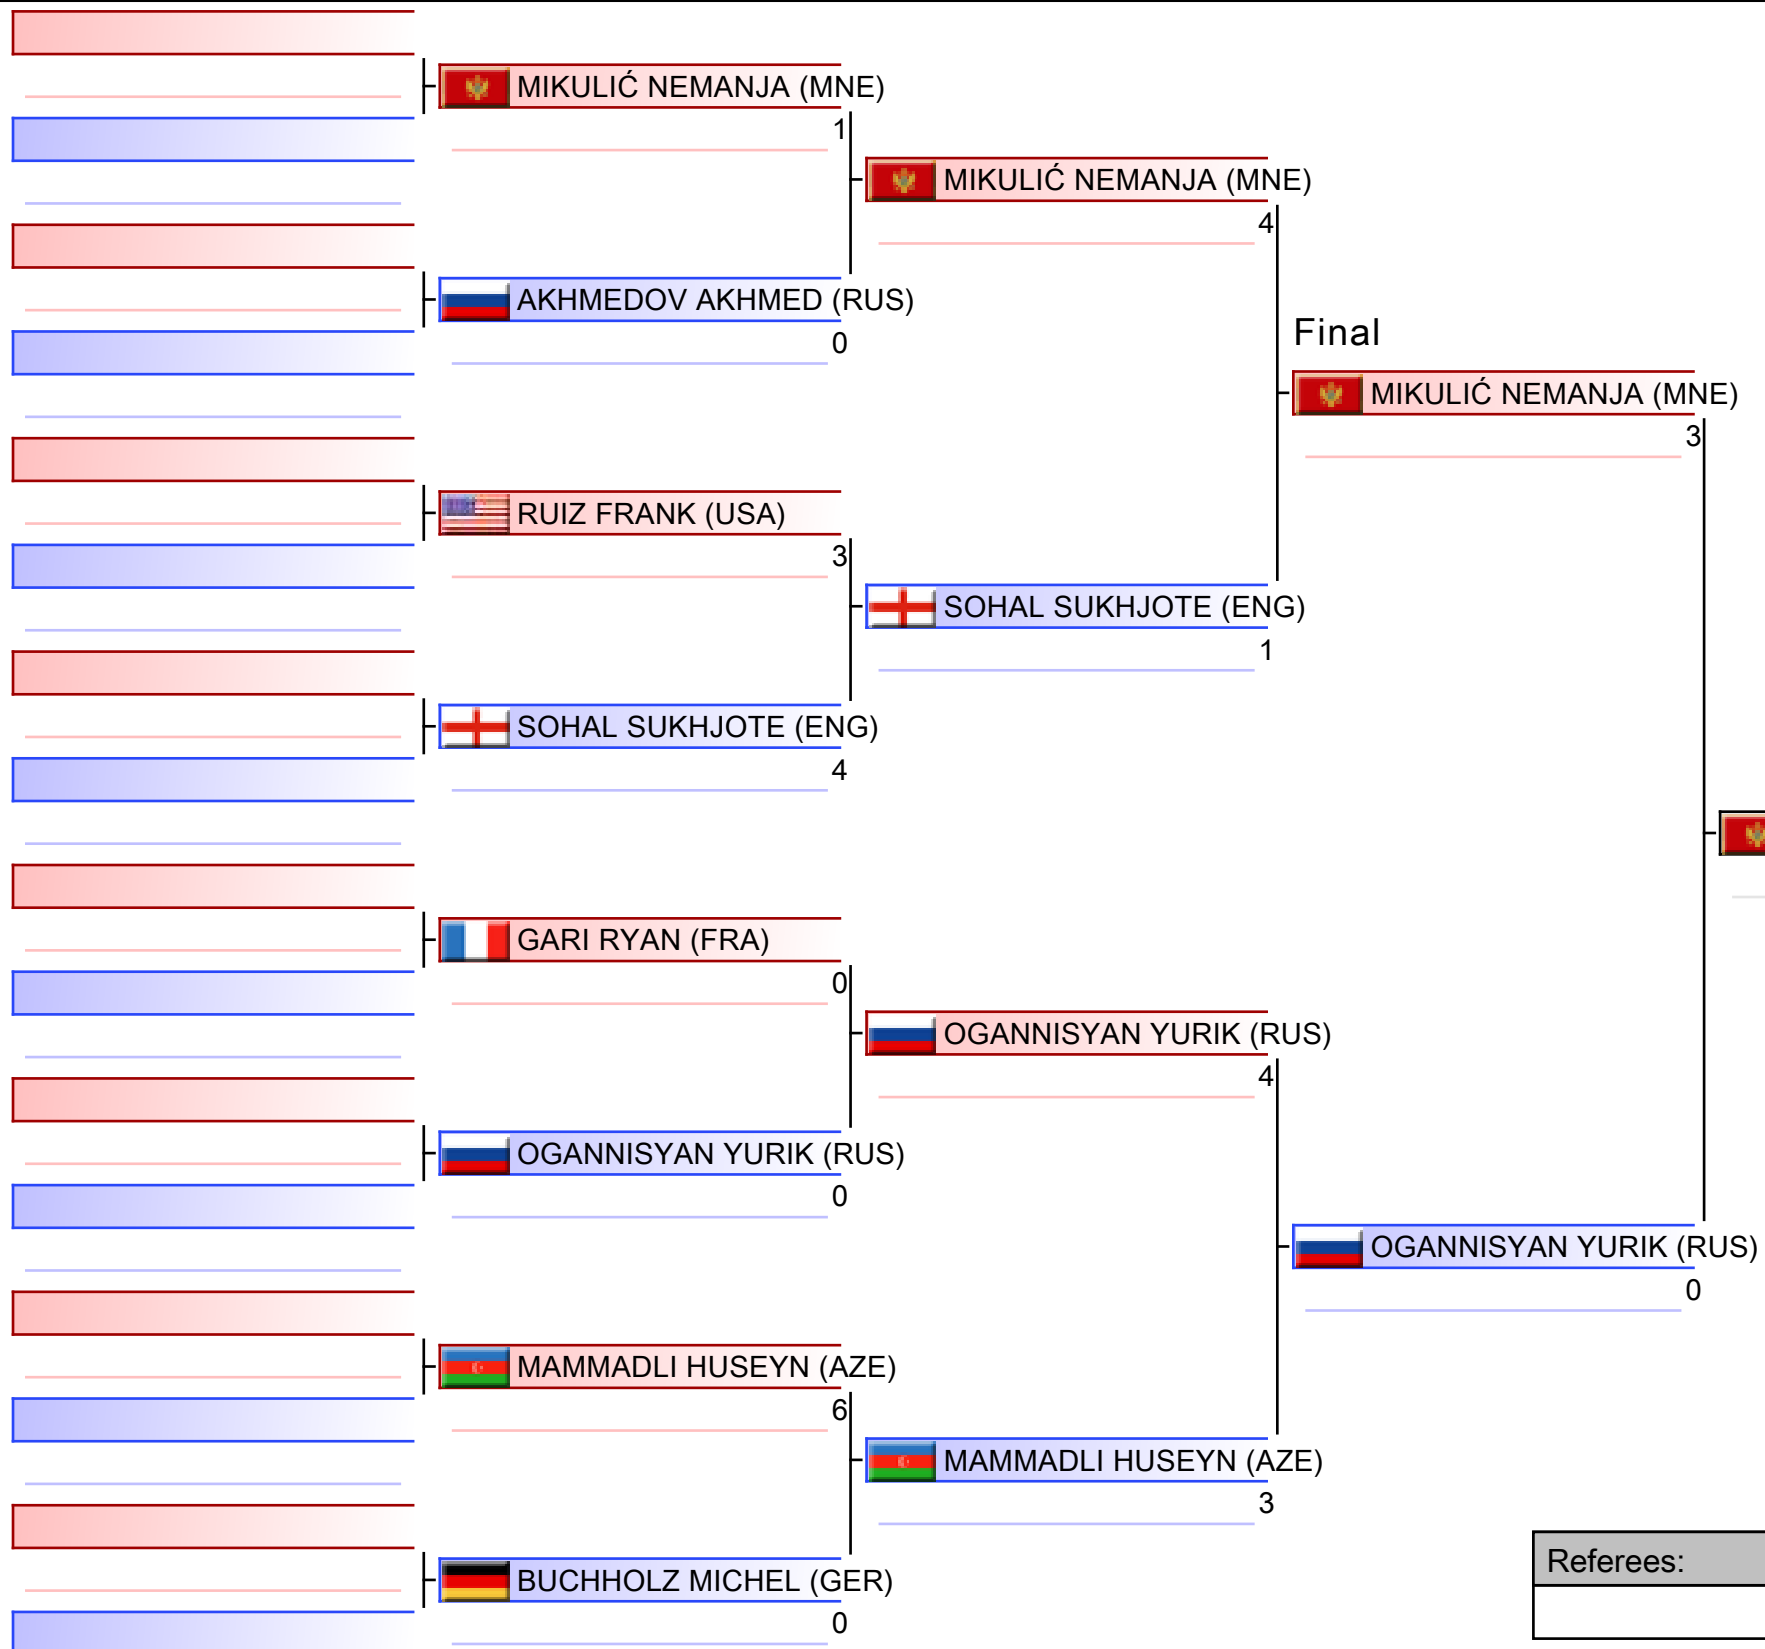 MIKULIĆ NEMANJA (MNE)
1
MIKULIĆ NEMANJA (MNE)
4
AKHMEDOV AKHMED (RUS)
0
Final
MIKULIĆ NEMANJA (MNE)
3
RUIZ FRANK (USA)
3
SOHAL SUKHJOTE (ENG)
1
SOHAL SUKHJOTE (ENG)
4
GARI RYAN (FRA)
0
OGANNISYAN YURIK (RUS)
4
OGANNISYAN YURIK (RUS)
0
OGANNISYAN YURIK (RUS)
0
MAMMADLI HUSEYN (AZE)
6
MAMMADLI HUSEYN (AZE)
3
BUCHHOLZ MICHEL (GER)
0
Referees: